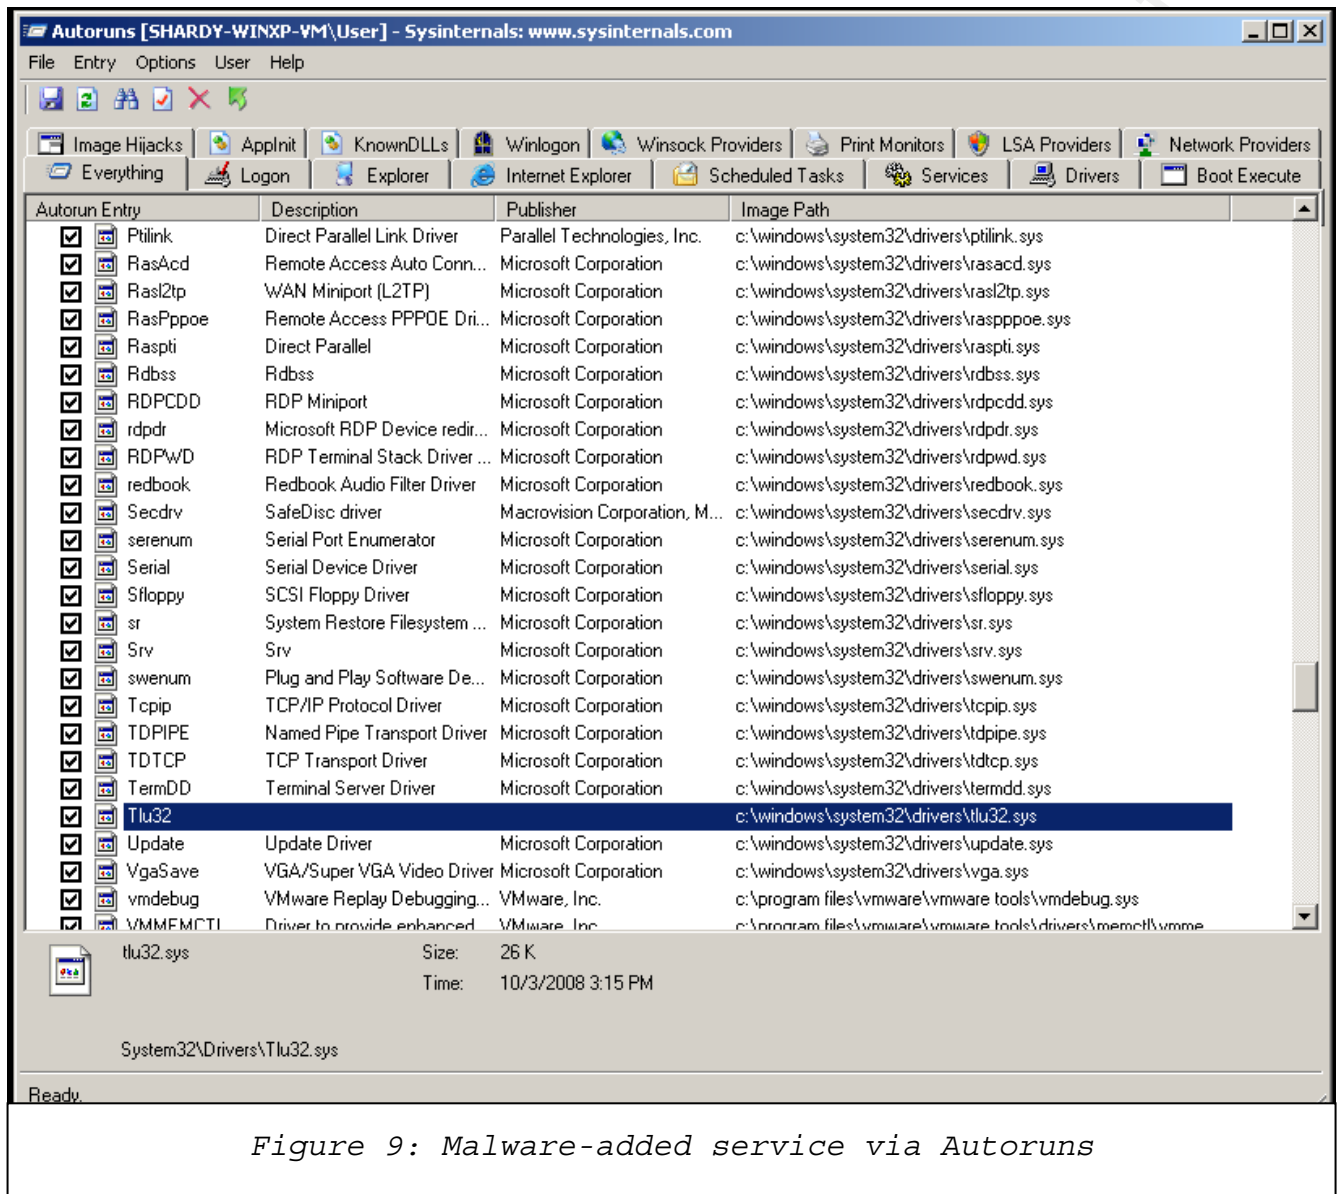 Autoruns [SHARDY-WINXP-VM\User] - Sysinternals: www.sysinternals.com
File Entry Options User Help
Image Hijacks AppInit KnownDLLs Winlogon Winsock Providers Print Monitors LSA Providers Network Providers
Everything Logon Explorer Internet Explorer Scheduled Tasks Services Drivers Boot Execute
Autorun Entry Description Publisher Image Path
Ptilink Direct Parallel Link Driver Parallel Technologies, Inc. c:\windows\system32\drivers\ptilink.sys
RasAcd Remote Access Auto Conn... Microsoft Corporation c:\windows\system32\drivers\rasacd.sys
Rasl2tp WAN Miniport (L2TP) Microsoft Corporation c:\windows\system32\drivers\rasl2tp.sys
RasPppoe Remote Access PPPOE Dri... Microsoft Corporation c:\windows\system32\drivers\raspppoe.sys
Raspti Direct Parallel Microsoft Corporation c:\windows\system32\drivers\raspti.sys
Rdbss Rdbss Microsoft Corporation c:\windows\system32\drivers\rdbss.sys
RDPCDD RDP Miniport Microsoft Corporation c:\windows\system32\drivers\rdpcdd.sys
rdpdr Microsoft RDP Device redir... Microsoft Corporation c:\windows\system32\drivers\rdpdr.sys
RDPWD RDP Terminal Stack Driver ... Microsoft Corporation c:\windows\system32\drivers\rdpwd.sys
redbook Redbook Audio Filter Driver Microsoft Corporation c:\windows\system32\drivers\redbook.sys
Secdrv SafeDisc driver Macrovision Corporation, M... c:\windows\system32\drivers\secdrv.sys
serenum Serial Port Enumerator Microsoft Corporation c:\windows\system32\drivers\serenum.sys
Serial Serial Device Driver Microsoft Corporation c:\windows\system32\drivers\serial.sys
Sfloppy SCSI Floppy Driver Microsoft Corporation c:\windows\system32\drivers\sfloppy.sys
sr System Restore Filesystem ... Microsoft Corporation c:\windows\system32\drivers\sr.sys
Srv Srv Microsoft Corporation c:\windows\system32\drivers\srv.sys
swenum Plug and Play Software De... Microsoft Corporation c:\windows\system32\drivers\swenum.sys
Tcpip TCP/IP Protocol Driver Microsoft Corporation c:\windows\system32\drivers\tcpip.sys
TDPIPE Named Pipe Transport Driver Microsoft Corporation c:\windows\system32\drivers\tdpipe.sys
TDTCP TCP Transport Driver Microsoft Corporation c:\windows\system32\drivers\tdtcp.sys
TermDD Terminal Server Driver Microsoft Corporation c:\windows\system32\drivers\termdd.sys
Tlu32 c:\windows\system32\drivers\tlu32.sys
Update Update Driver Microsoft Corporation c:\windows\system32\drivers\update.sys
VgaSave VGA/Super VGA Video Driver Microsoft Corporation c:\windows\system32\drivers\vga.sys
vmdebug VMware Replay Debugging... VMware, Inc. c:\program files\vmware\vmware tools\vmdebug.sys
VMMEMCTL Driver to provide enhanced VMware, Inc. c:\program files\vmware\vmware tools\drivers\memctl\vmme
tlu32.sys Size: 26 K
Time: 10/3/2008 3:15 PM
System32\Drivers\Tlu32.sys
Ready.
Figure 9: Malware-added service via Autoruns